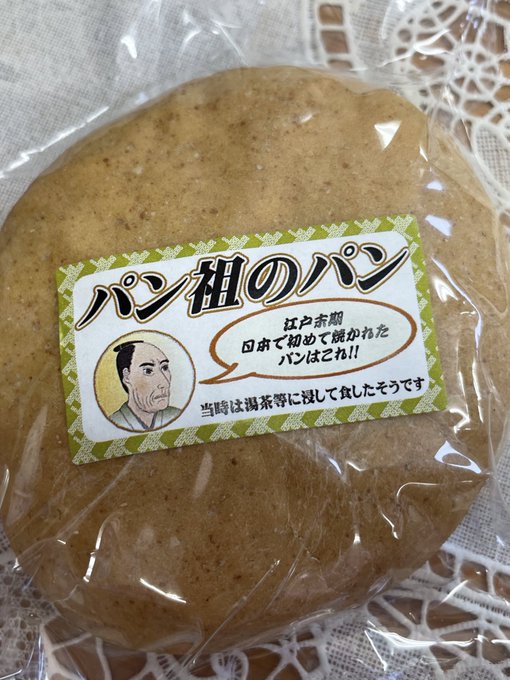 パン祖のパン
江戸末期
日本で初めて焼かれた
パンはこれ!!
当時は湯茶等に浸して食したそうです